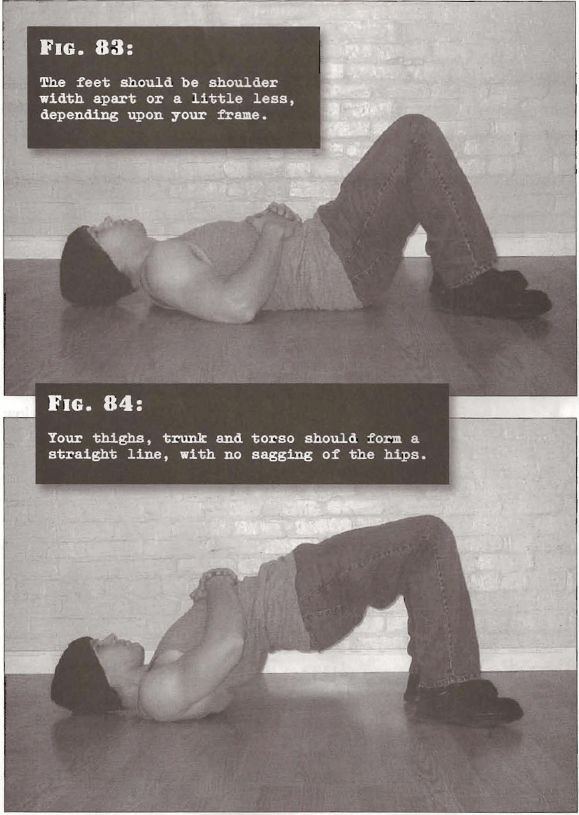 FIG. 83:
The feet should be shoulder
width apart or a little less,
depending upon your frame.
FIG. 84:
Your thighs, trunk and torso should form a
straight line, with no sagging of the hips.